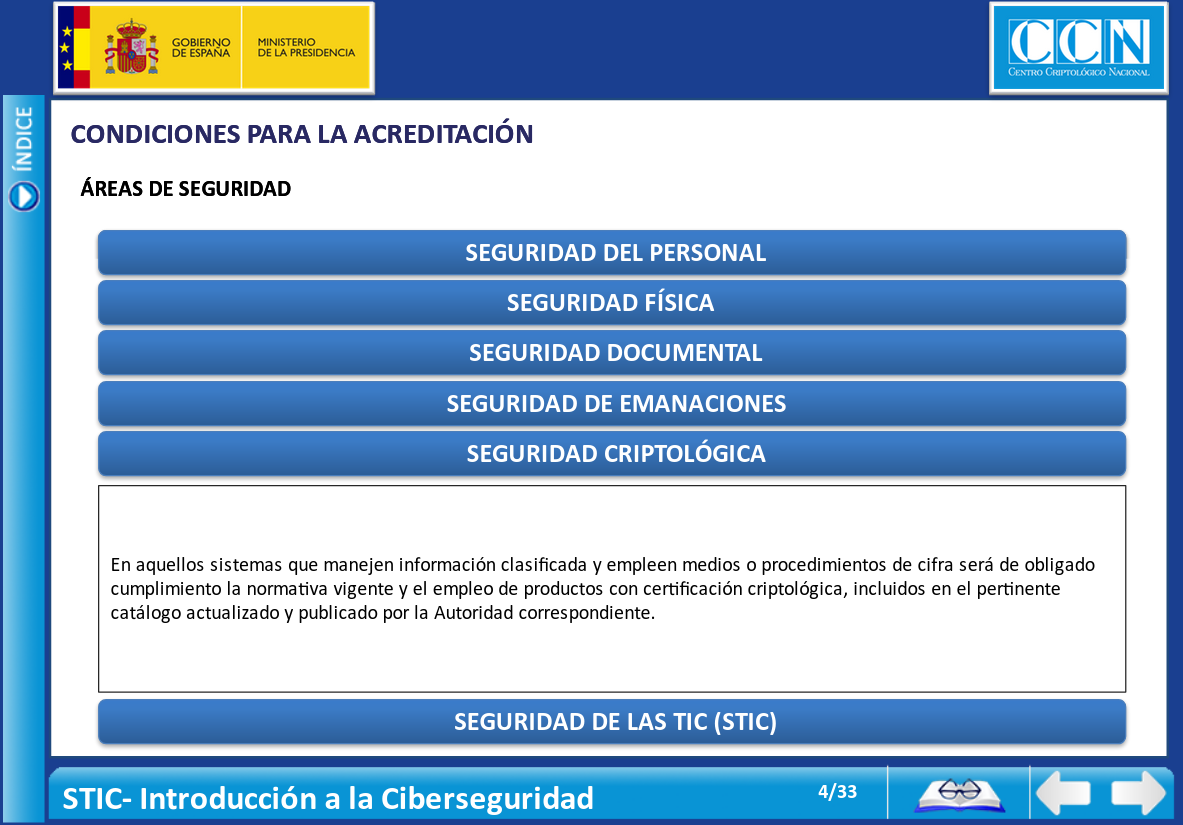 GOBIERNO
DE ESPAÑA
MINISTERIO
DE LA PRESIDENCIA
CCN
CENTRO CRIPTOLÓGICO NACIONAL
ÍNDICE
CONDICIONES PARA LA ACREDITACIÓN
ÁREAS DE SEGURIDAD
SEGURIDAD DEL PERSONAL
SEGURIDAD FÍSICA
SEGURIDAD DOCUMENTAL
SEGURIDAD DE EMANACIONES
SEGURIDAD CRIPTOLÓGICA
En aquellos sistemas que manejen información clasificada y empleen medios o procedimientos de cifra será de obligado
cumplimiento la normativa vigente y el empleo de productos con certificación criptológica, incluidos en el pertinente
catálogo actualizado y publicado por la Autoridad correspondiente.
SEGURIDAD DE LAS TIC (STIC)
STIC- Introducción a la Ciberseguridad
4/33